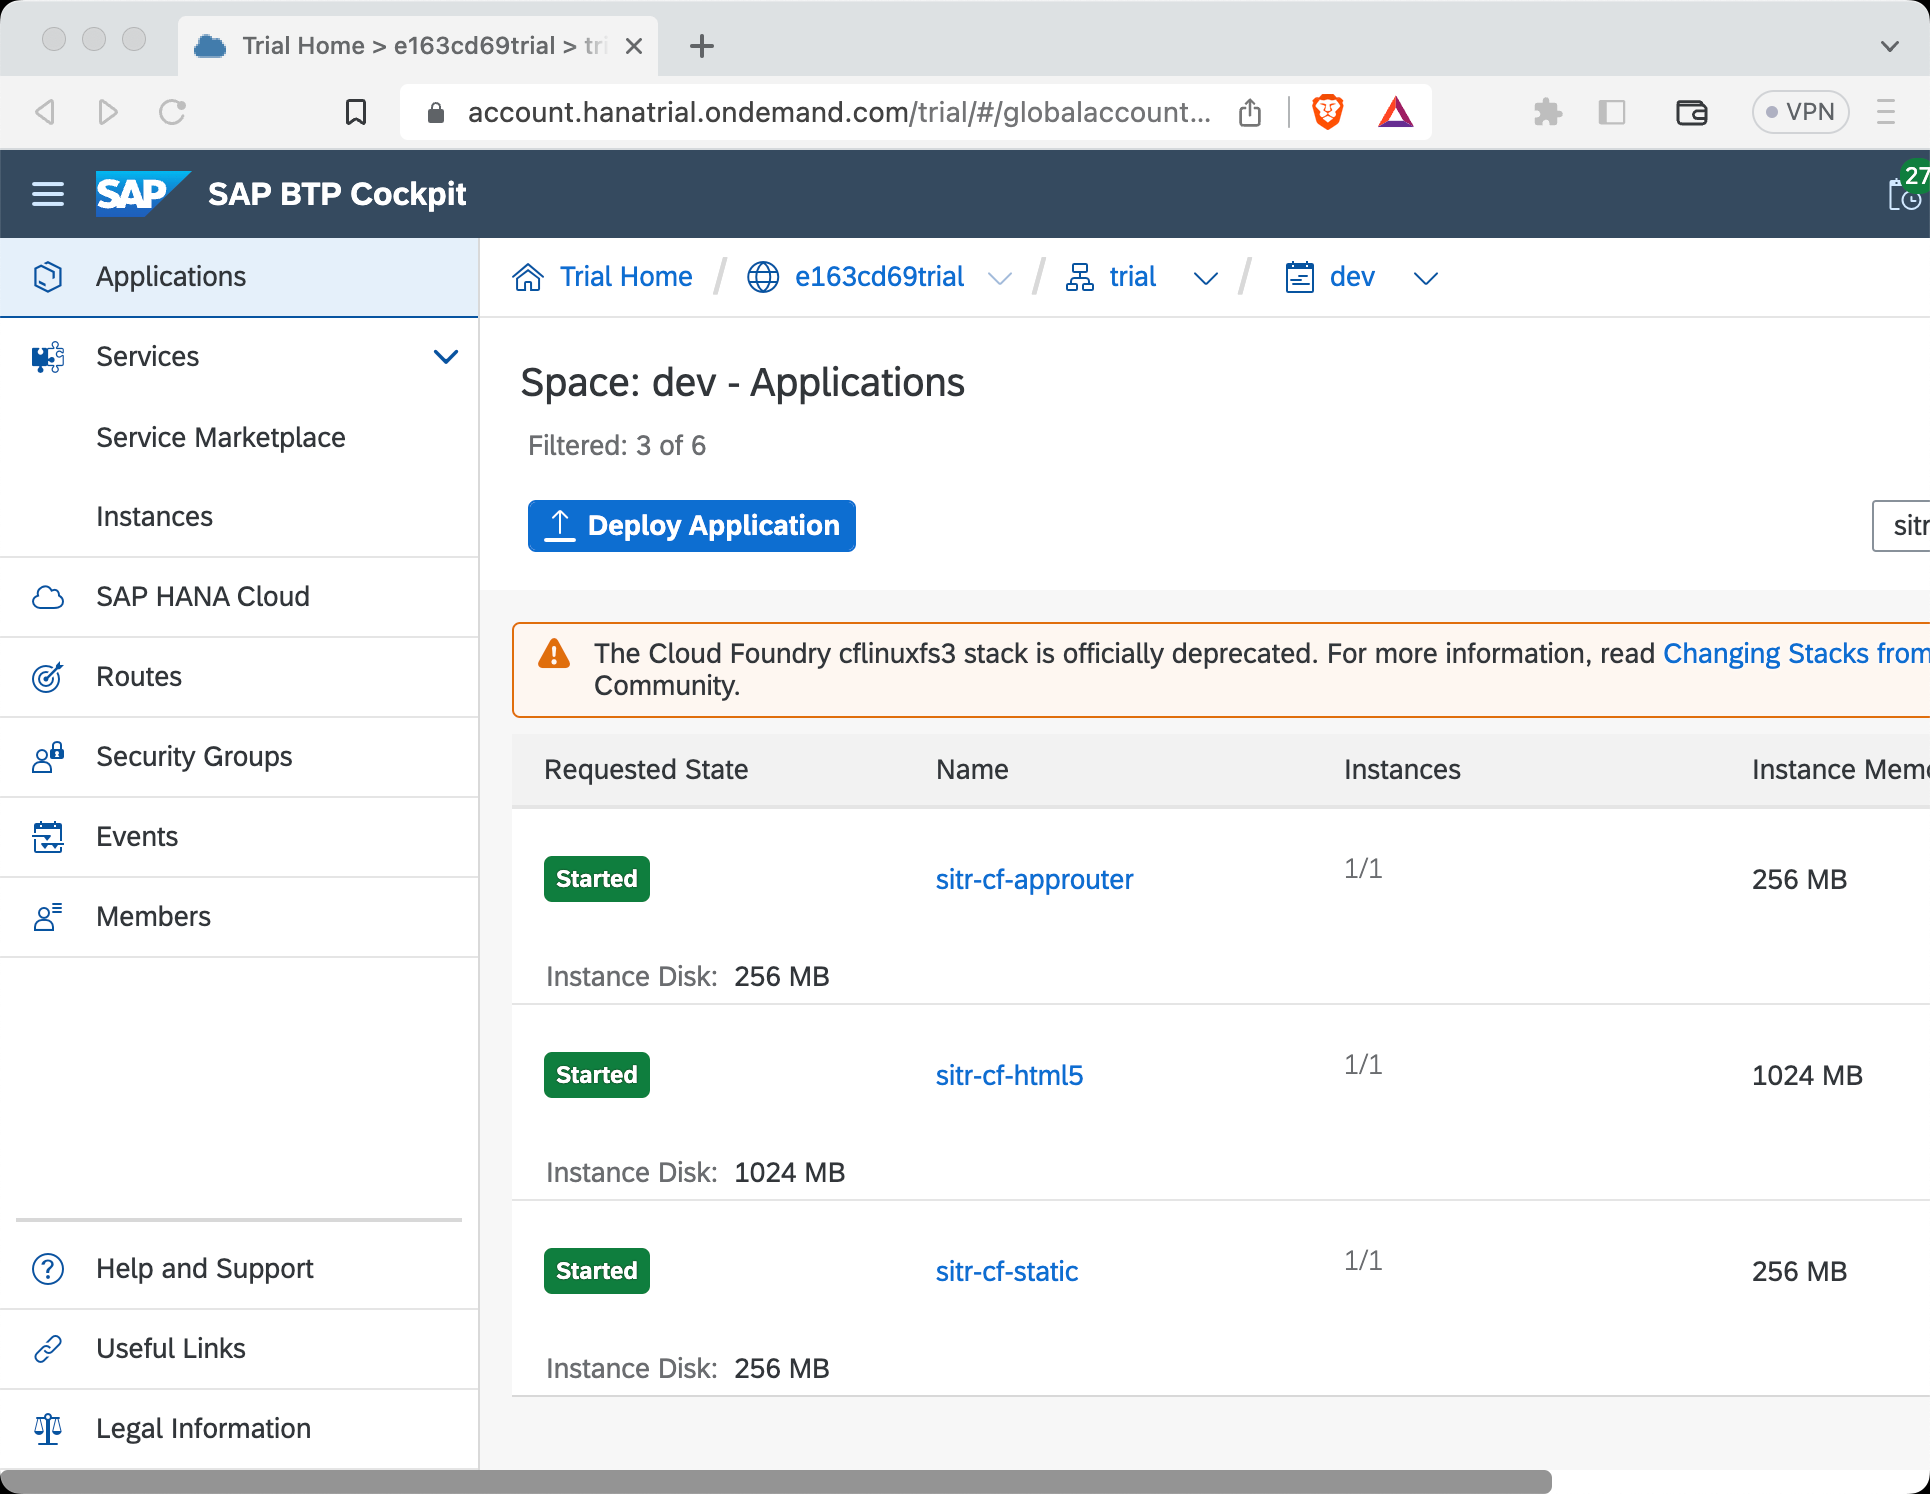 Trial Home > e163cd69trial > tri
account.hanatrial.ondemand.com/trial/#/globalaccount...
VPN
SAP
SAP BTP Cockpit
27
Applications
Services
Service Marketplace
Instances
SAP HANA Cloud
Routes
Security Groups
Events
Members
Help and Support
Useful Links
Legal Information
Trial Home / e163cd69trial / trial / dev
Space: dev - Applications
Filtered: 3 of 6
Deploy Application
sitr
The Cloud Foundry cflinuxfs3 stack is officially deprecated. For more information, read Changing Stacks from
Community.
Requested State Name Instances Instance Memo
Started sitr-cf-approuter 1/1 256 MB
Instance Disk: 256 MB
Started sitr-cf-html5 1/1 1024 MB
Instance Disk: 1024 MB
Started sitr-cf-static 1/1 256 MB
Instance Disk: 256 MB